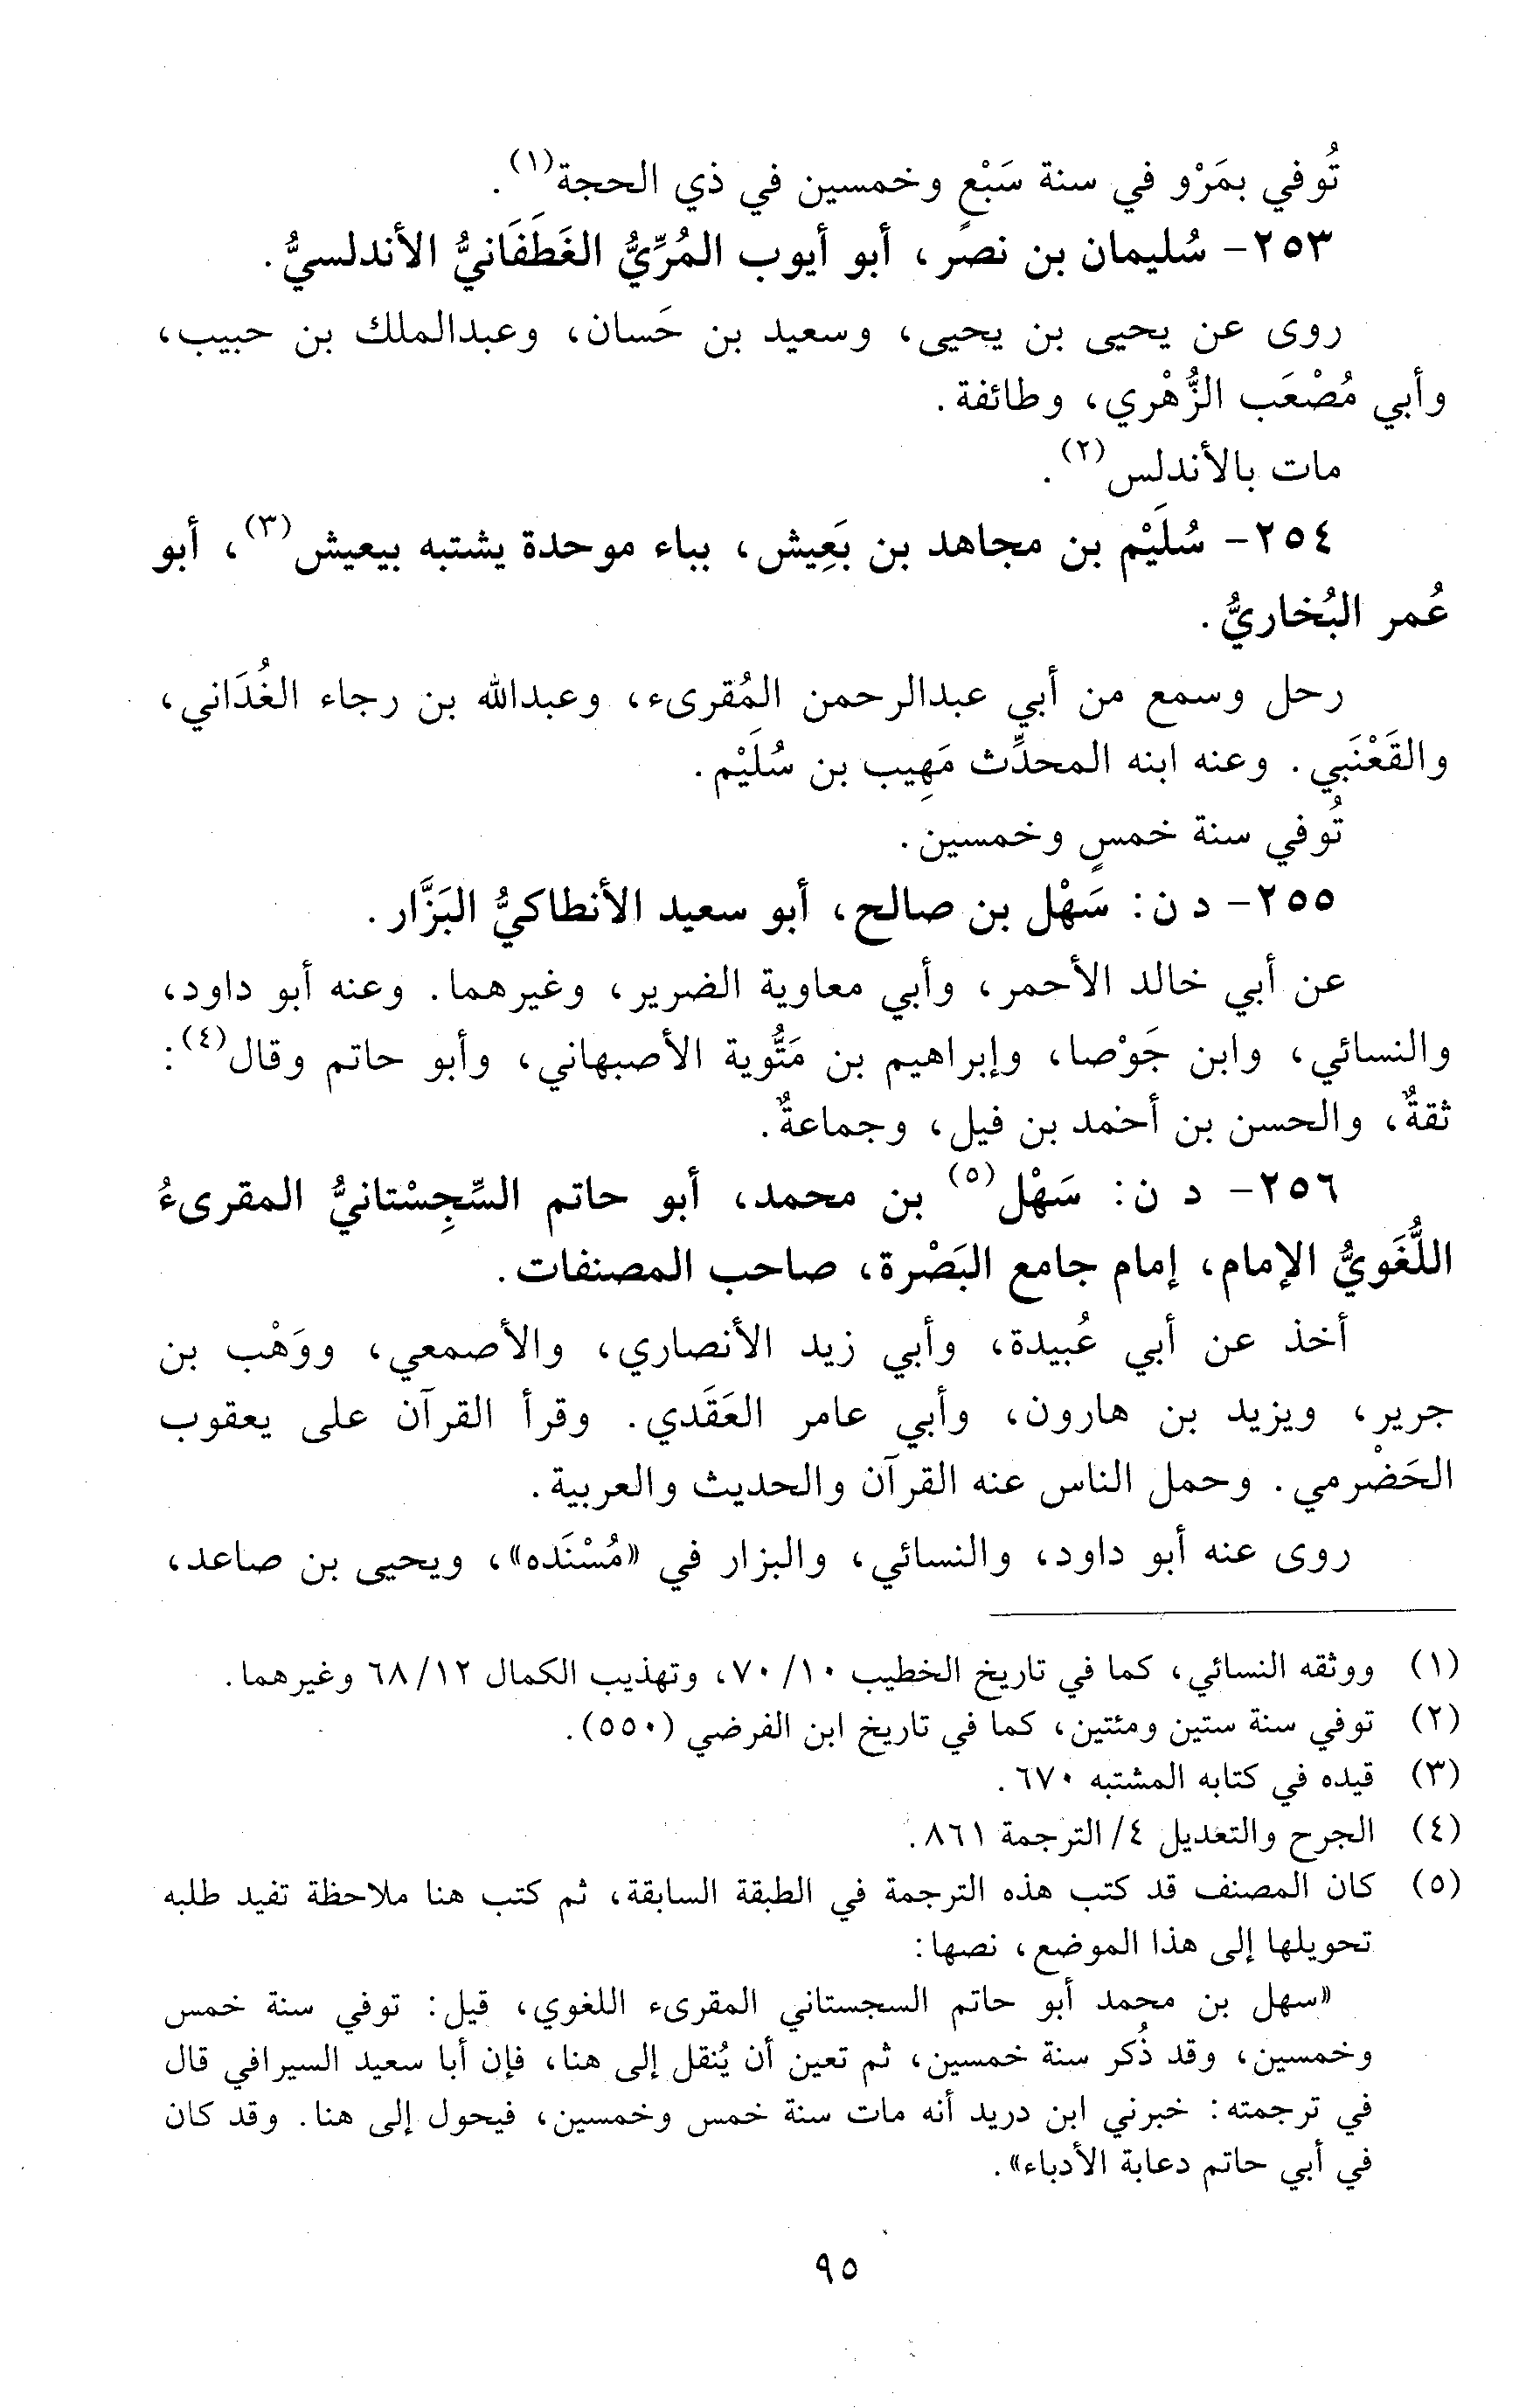 تُوفي بمَرْو في سنة سَبْعٍ وخمسين في ذي الحجة(١).
٢٥٣- سُليمان بن نصر، أبو أيوب المُرِّيُّ الغَطَفَانيُّ الأندلسيُّ.
روى عن يحيى بن يحيى، وسعيد بن حَسان، وعبدالملك بن حبيب،
وأبي مُصْعَب الزُّهْري، وطائفة.
مات بالأندلس(٢).
٢٥٤- سُلَيْم بن مجاهد بن بَعِيش، بباء موحدة يشتبه بيعيش(٣)، أبو
عُمر البُخاريُّ.
رحل وسمع من أبي عبدالرحمن المُقرىء، وعبدالله بن رجاء الغُدَاني،
والقَعْنَبي. وعنه ابنه المحدِّث مَهِيب بن سُلَيْم.
تُوفي سنة خمسٍ وخمسين.
٢٥٥- د ن: سَهْل بن صالح، أبو سعيد الأنطاكيُّ البَزَّار.
عن أبي خالد الأحمر، وأبي معاوية الضرير، وغيرهما. وعنه أبو داود،
والنسائي، وابن جَوْصا، وإبراهيم بن مَتُّوية الأصبهاني، وأبو حاتم وقال(٤):
ثقةٌ، والحسن بن أحمد بن فيل، وجماعةٌ.
٢٥٦- د ن: سَهْل(٥) بن محمد، أبو حاتم السِّجِسْتانيُّ المقرىءُ
اللُّغَويُّ الإمام، إمام جامع البَصْرة، صاحب المصنفات.
أخذ عن أبي عُبيدة، وأبي زيد الأنصاري، والأصمعي، ووَهْب بن
جرير، ويزيد بن هارون، وأبي عامر العَقَدي. وقرأ القرآن على يعقوب
الحَضْرمي. وحمل الناس عنه القرآن والحديث والعربية.
روى عنه أبو داود، والنسائي، والبزار في «مُسْنَده»، ويحيى بن صاعد،
(١) ووثقه النسائي، كما في تاريخ الخطيب ١٠/ ٧٠، وتهذيب الكمال ١٢/ ٦٨ وغيرهما.
(٢) توفي سنة ستين ومئتين، كما في تاريخ ابن الفرضي (٥٥٠).
(٣) قيده في كتابه المشتبه ٦٧٠.
(٤) الجرح والتعديل ٤/ الترجمة ٨٦١.
(٥) كان المصنف قد كتب هذه الترجمة في الطبقة السابقة، ثم كتب هنا ملاحظة تفيد طلبه
تحويلها إلى هذا الموضع، نصها:
«سهل بن محمد أبو حاتم السجستاني المقرىء اللغوي، قيل: توفي سنة خمس
وخمسين، وقد ذُكر سنة خمسين، ثم تعين أن يُنقل إلى هنا، فإن أبا سعيد السيرافي قال
في ترجمته: خبرني ابن دريد أنه مات سنة خمس وخمسين، فيحول إلى هنا. وقد كان
في أبي حاتم دعابة الأدباء».
٩٥